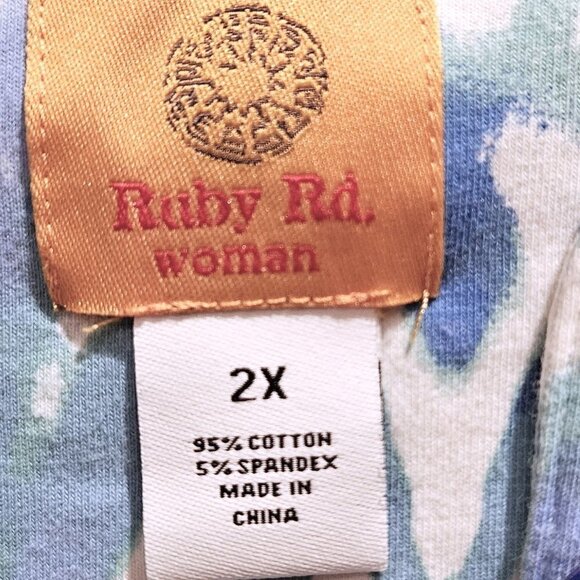 Ruby Rd.
woman
2X
95% COTTON
5% SPANDEX
MADE IN
CHINA